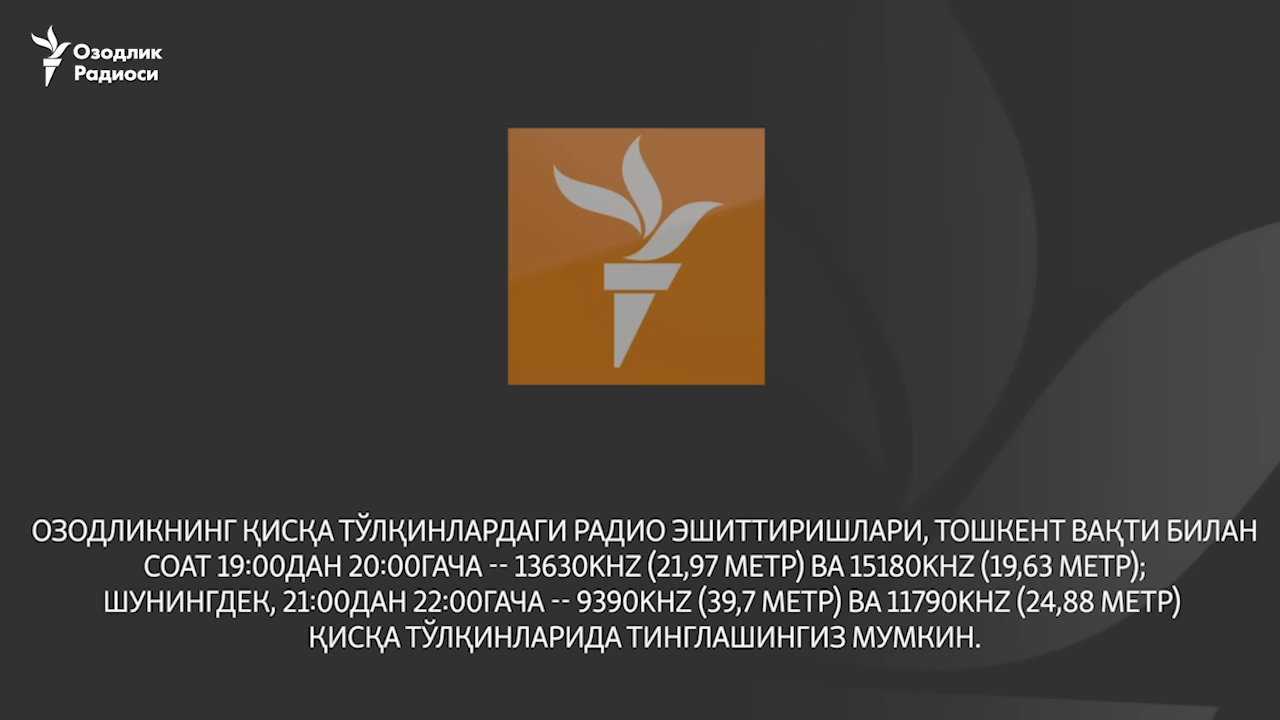 Озодлик
Радиоси
ОЗОДЛИКНИНГ ҚИСҚА ТЎЛҚИНЛАРДАГИ РАДИО ЭШИТТИРИШЛАРИ, ТОШКЕНТ ВАҚТИ БИЛАН
СОАТ 19:00ДАН 20:00ГАЧА -- 13630KHZ (21,97 МЕТР) ВА 15180KHZ (19,63 МЕТР);
ШУНИНГДЕК, 21:00ДАН 22:00ГАЧА -- 9390KHZ (39,7 МЕТР) ВА 11790KHZ (24,88 МЕТР)
ҚИСҚА ТЎЛҚИНЛАРИДА ТИНГЛАШИНГИЗ МУМКИН.